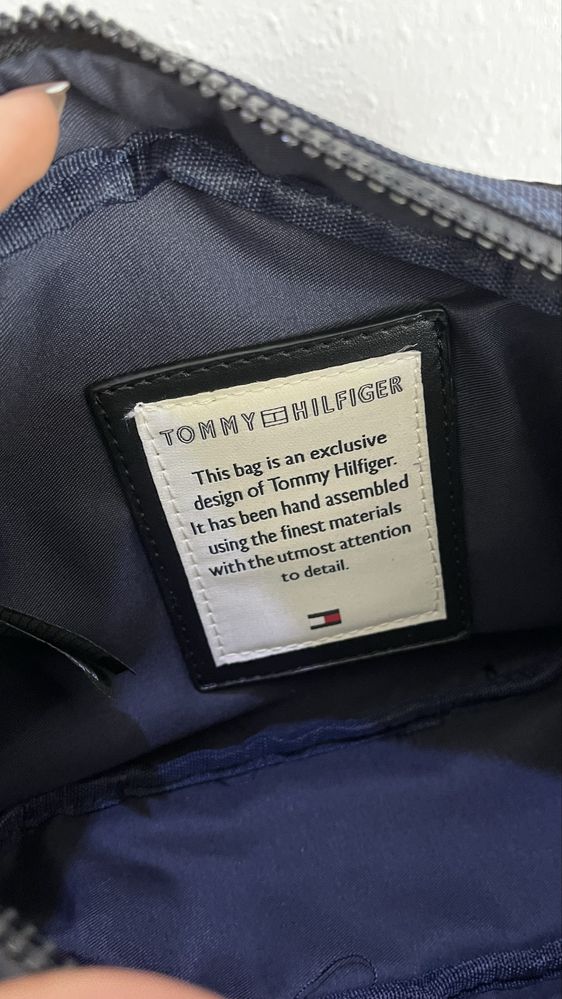 TOMMY HILFIGER
This bag is an exclusive
design of Tommy Hilfiger.
It has been hand assembled
using the finest materials
with the utmost attention
to detail.